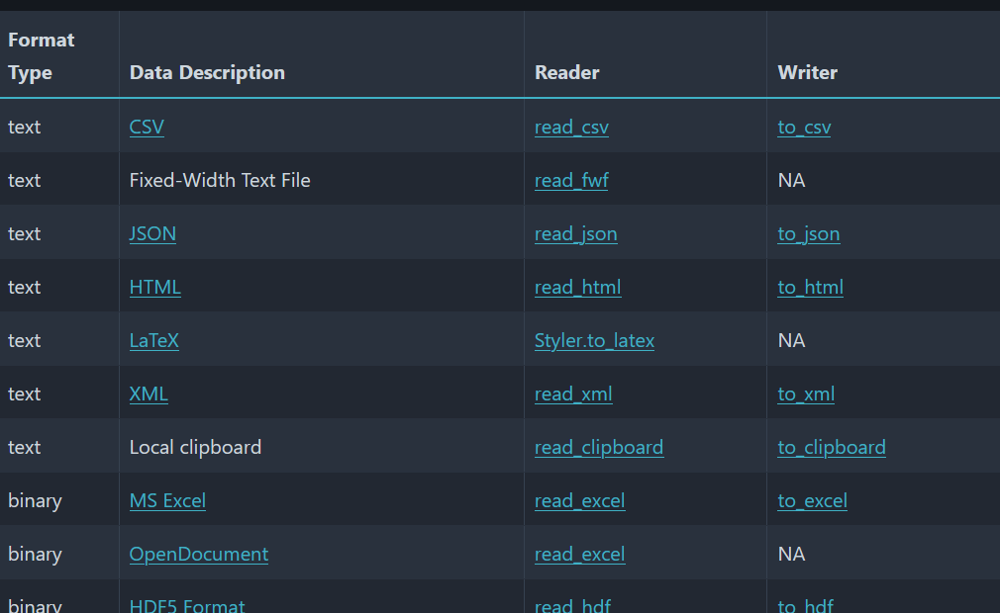 Format Type Data Description Reader Writer
text CSV read_csv to_csv
text Fixed-Width Text File read_fwf NA
text JSON read_json to_json
text HTML read_html to_html
text LaTeX Styler.to_latex NA
text XML read_xml to_xml
text Local clipboard read_clipboard to_clipboard
binary MS Excel read_excel to_excel
binary OpenDocument read_excel NA
binary HDF5 Format read_hdf to_hdf